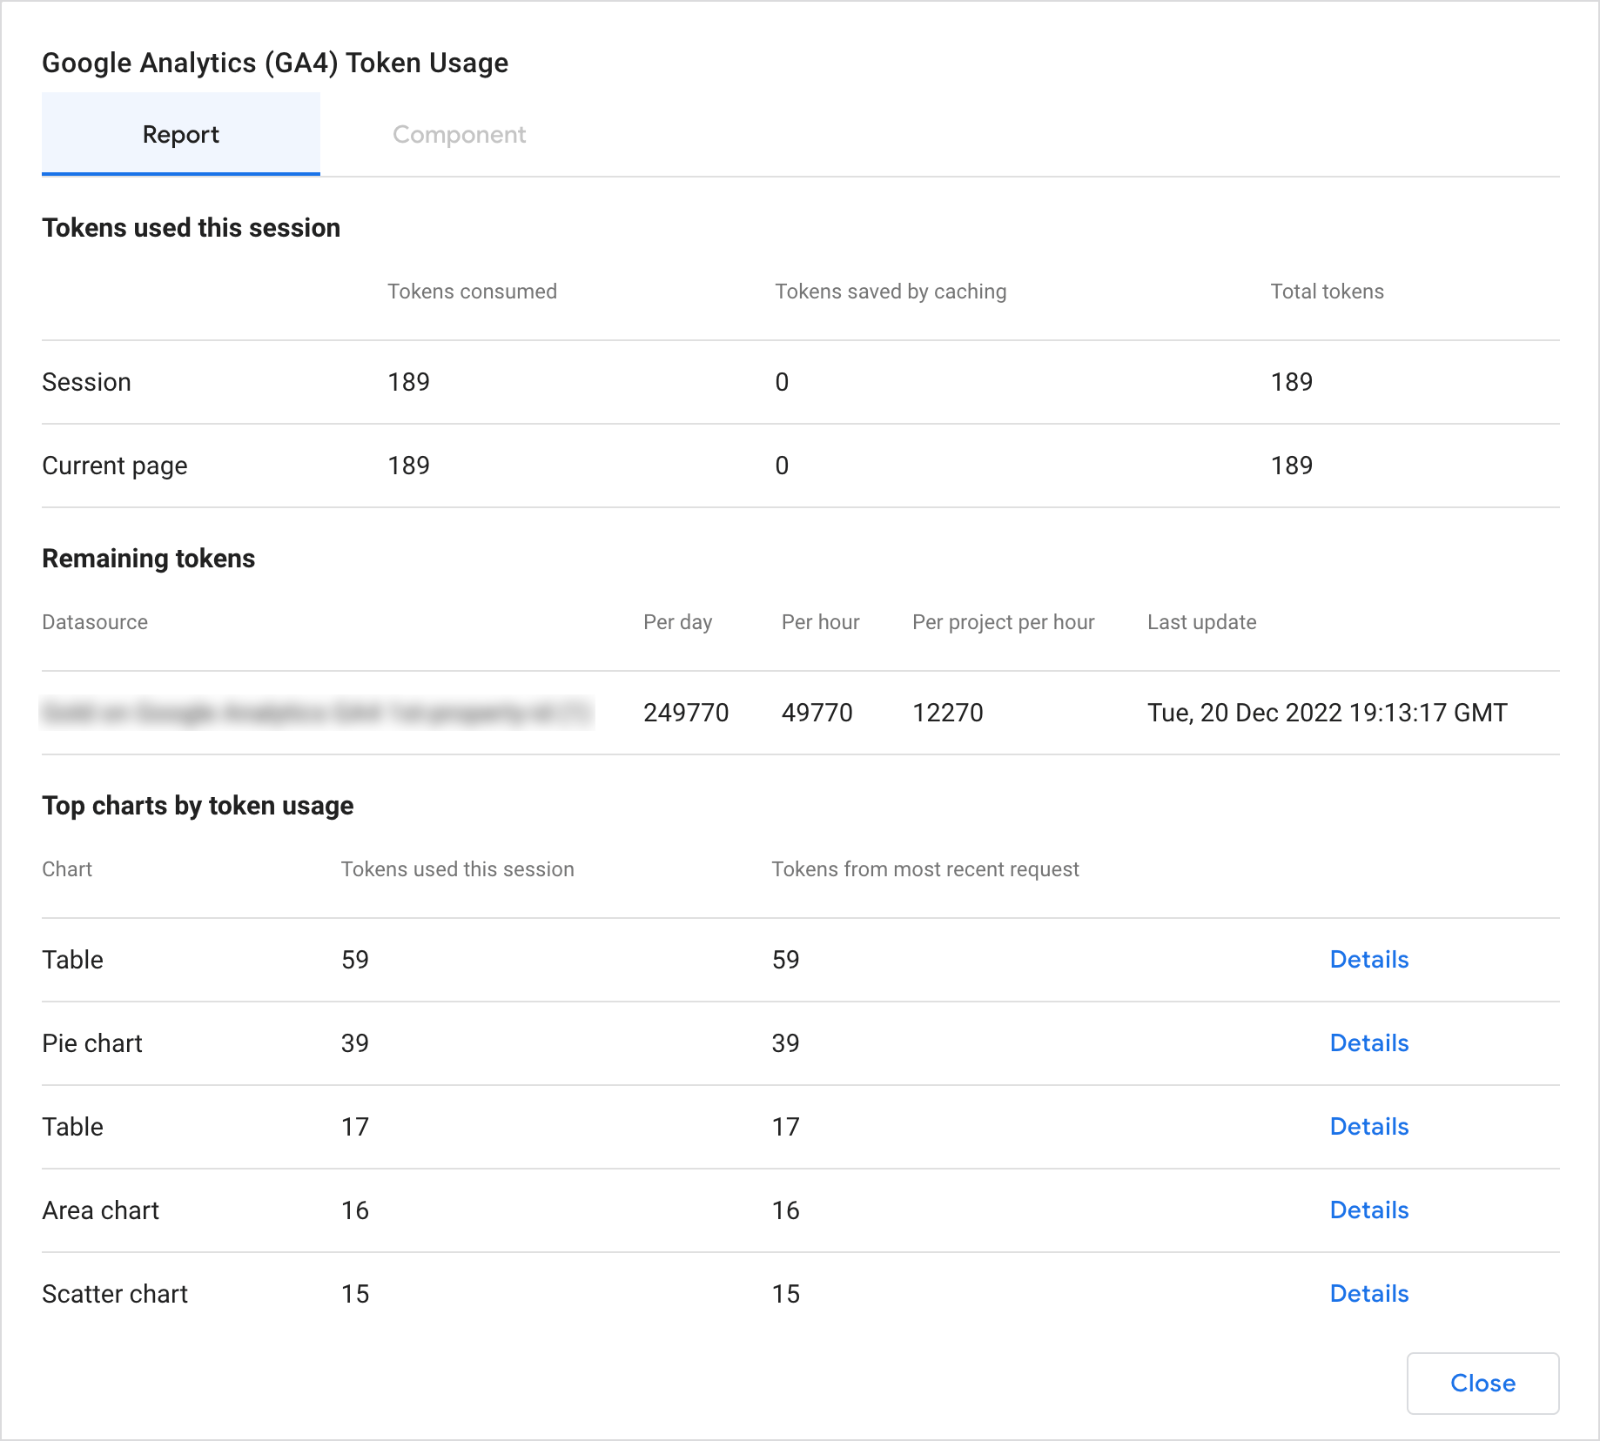 Google Analytics (GA4) Token Usage
Report Component
Tokens used this session
Tokens consumed Tokens saved by caching Total tokens
Session 189 0 189
Current page 189 0 189
Remaining tokens
Datasource Per day Per hour Per project per hour Last update
249770 49770 12270 Tue, 20 Dec 2022 19:13:17 GMT
Top charts by token usage
Chart Tokens used this session Tokens from most recent request
Table 59 59 Details
Pie chart 39 39 Details
Table 17 17 Details
Area chart 16 16 Details
Scatter chart 15 15 Details
Close